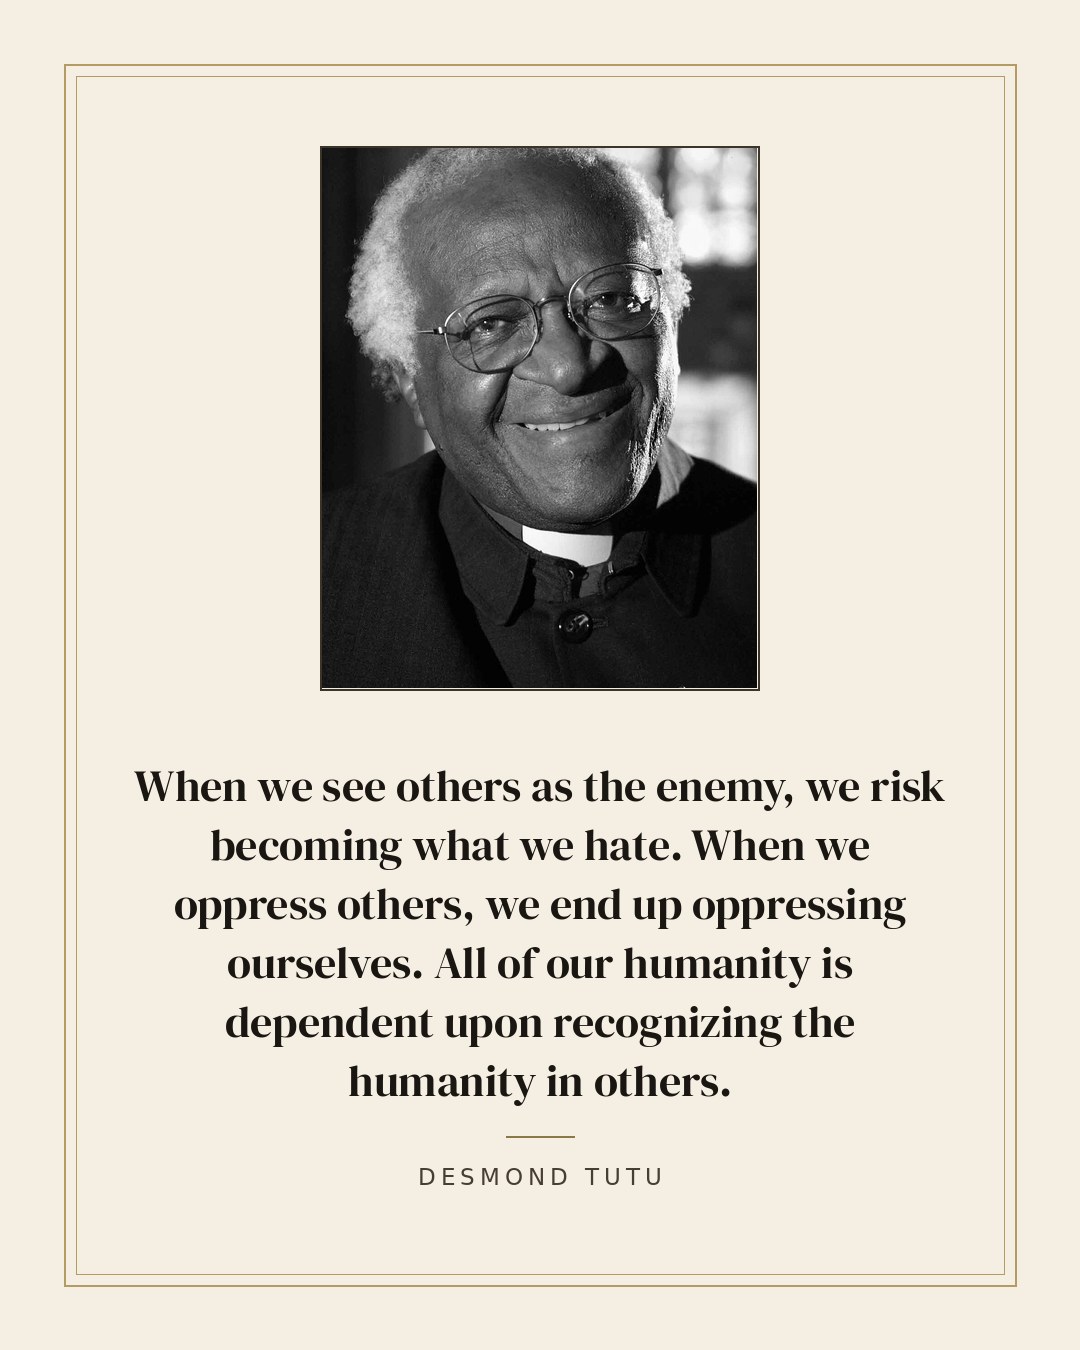 When we see others as the enemy, we risk
becoming what we hate. When we
oppress others, we end up oppressing
ourselves. All of our humanity is
dependent upon recognizing the
humanity in others.
DESMOND TUTU